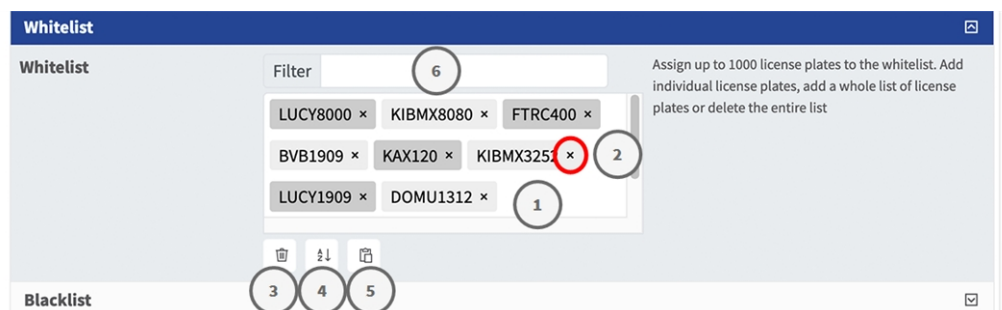 Whitelist
Whitelist
Filter
6
Assign up to 1000 license plates to the whitelist. Add
individual license plates, add a whole list of license
plates or delete the entire list
LUCY8000 × KIBMX8080 × FTRC400 ×
BVB1909 × KAX120 × KIBMX3252 × 2
LUCY1909 × DOMU1312 × 1
3 4 5
Blacklist